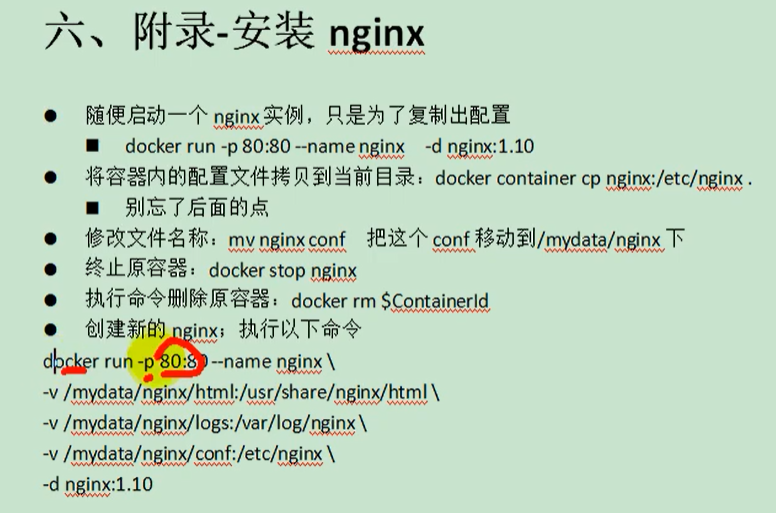 六、附录-安装 nginx
● 随便启动一个 nginx 实例，只是为了复制出配置
■ docker run -p 80:80 --name nginx -d nginx:1.10
● 将容器内的配置文件拷贝到当前目录：docker container cp nginx:/etc/nginx .
■ 别忘了后面的点
● 修改文件名称：mv nginx conf 把这个 conf 移动到/mydata/nginx 下
● 终止原容器：docker stop nginx
● 执行命令删除原容器：docker rm $ContainerId
● 创建新的 nginx；执行以下命令
docker run -p 80:80 --name nginx \
-v /mydata/nginx/html:/usr/share/nginx/html \
-v /mydata/nginx/logs:/var/log/nginx \
-v /mydata/nginx/conf:/etc/nginx \
-d nginx:1.10